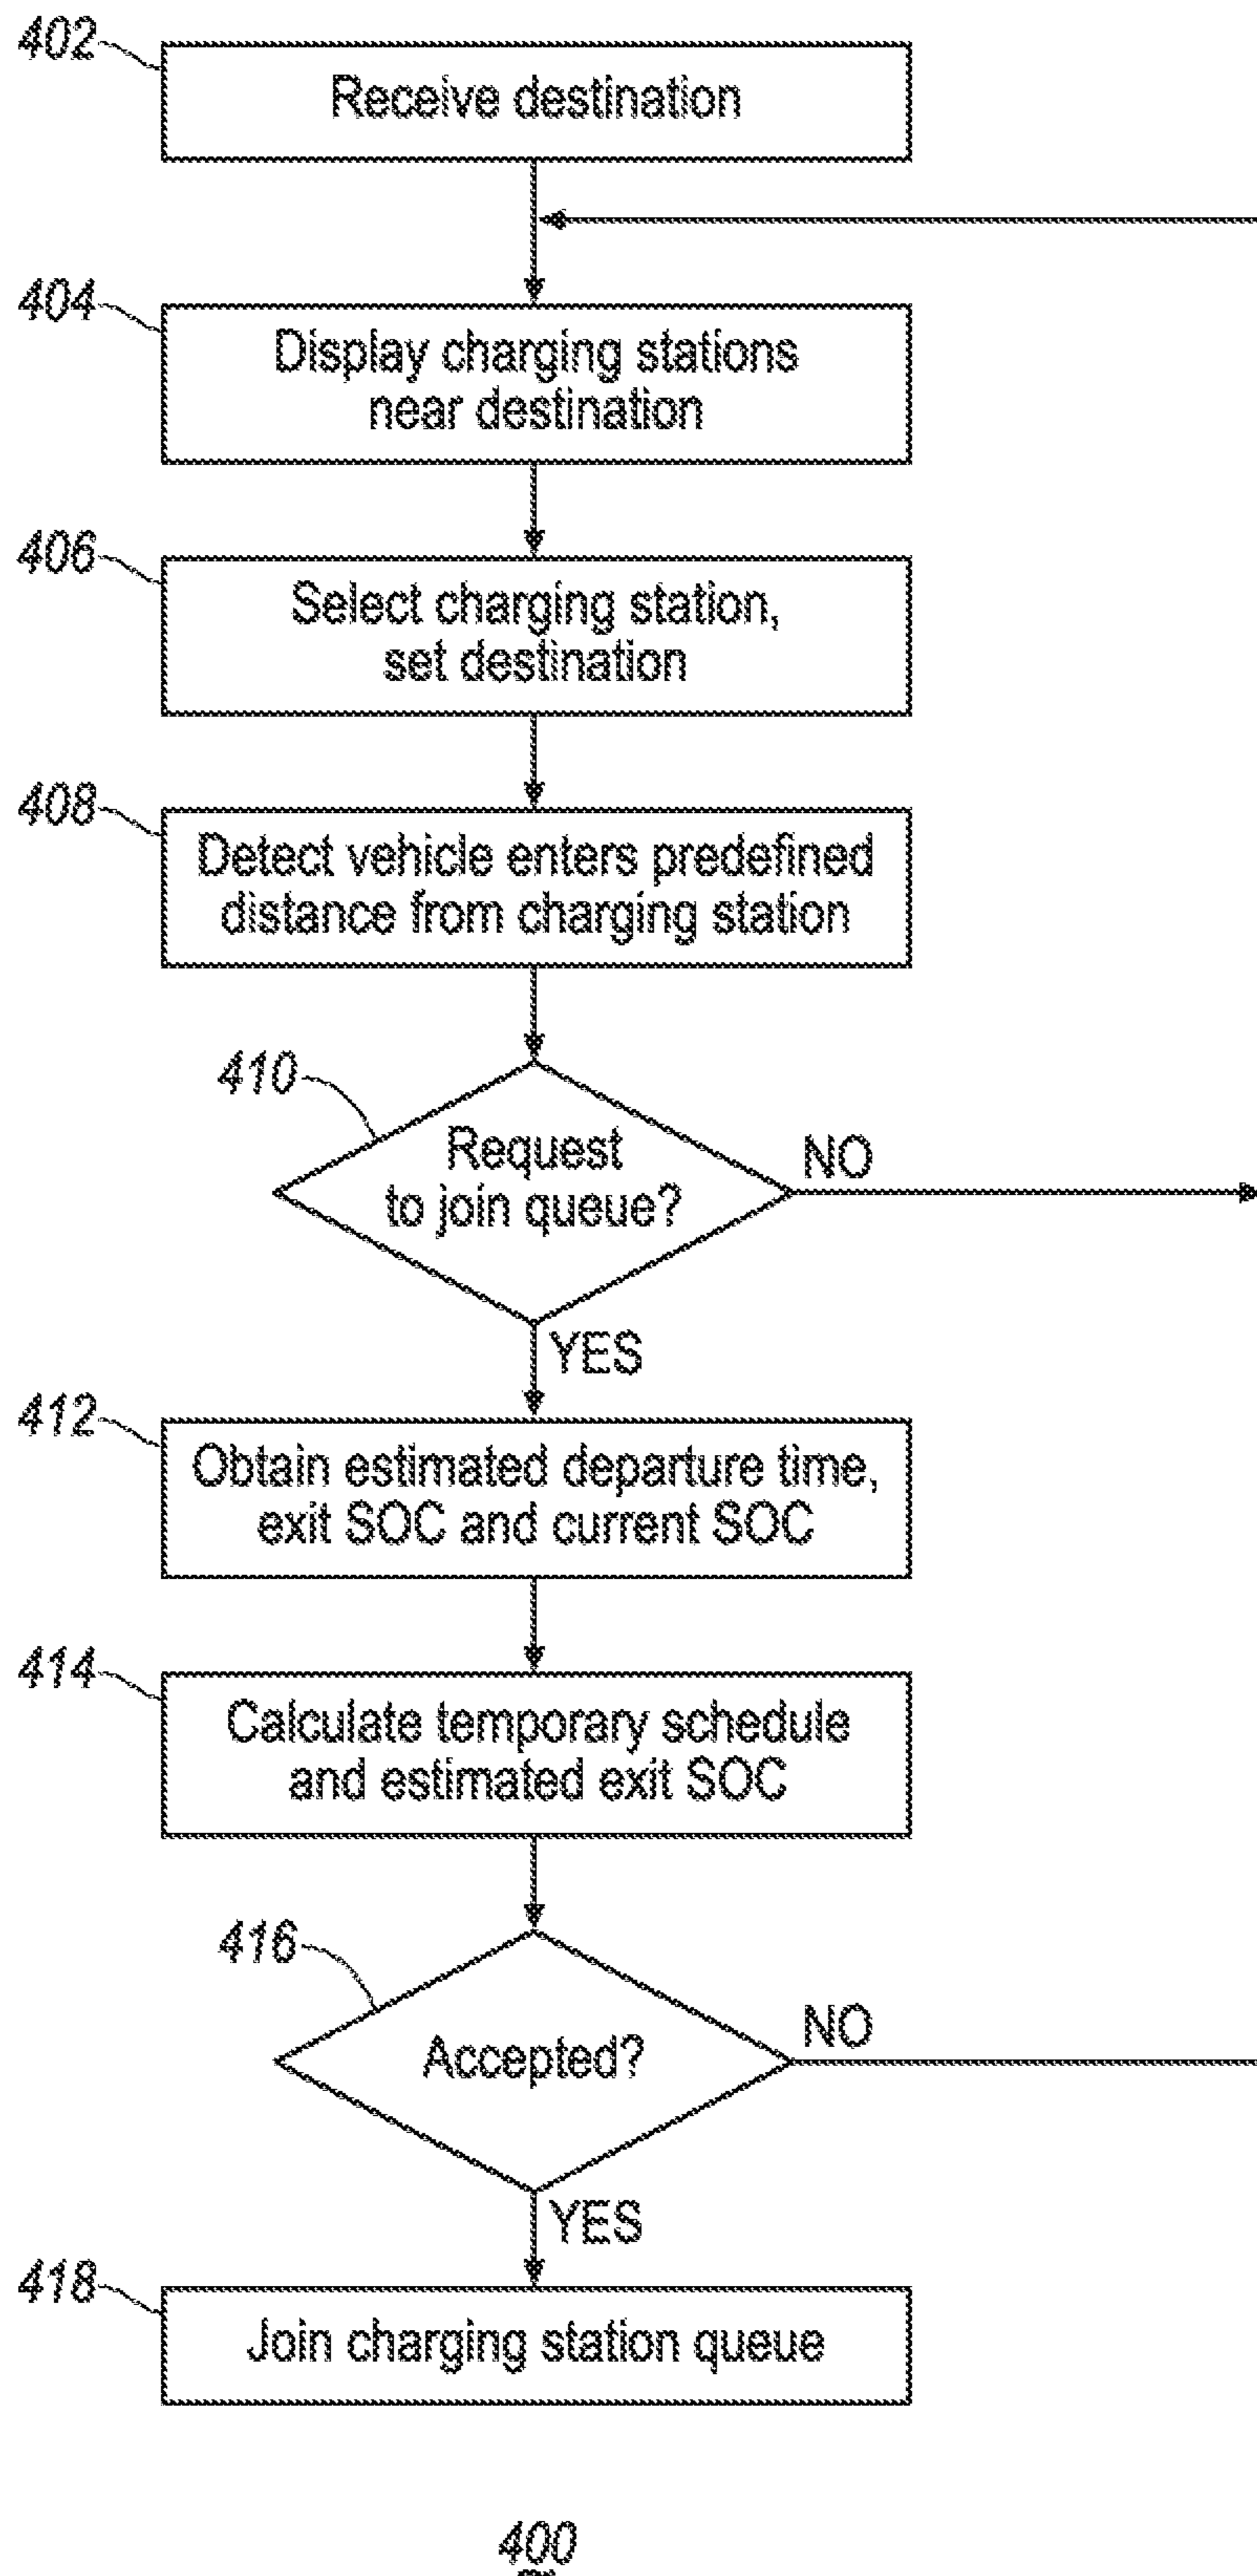 402
Receive destination
404
Display charging stations
near destination
406
Select charging station,
set destination
408
Detect vehicle enters predefined
distance from charging station
410
Request
to join queue?
NO
YES
412
Obtain estimated departure time,
exit SOC and current SOC
414
Calculate temporary schedule
and estimated exit SOC
416
Accepted?
NO
YES
418
Join charging station queue
400